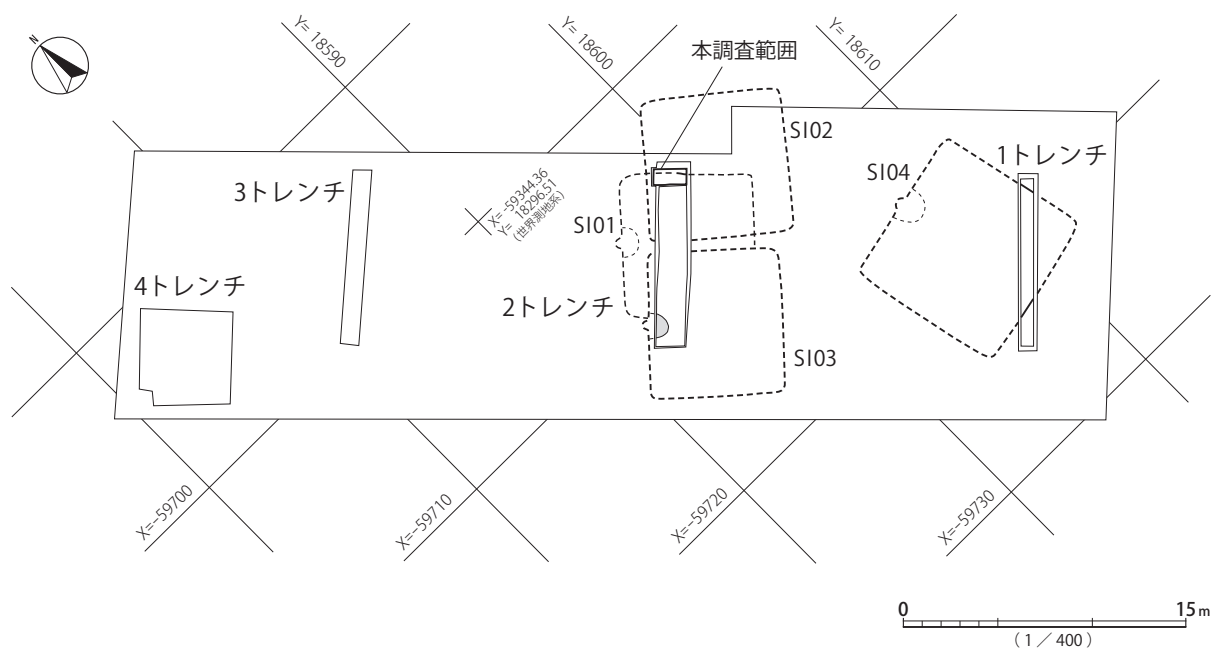 N
Y= 18590
Y= 18600
Y= 18610
本調査範囲
SI02
3トレンチ
X= -59344.36
Y= 18296.51
(世界測地系)
SI01
SI04
1トレンチ
4トレンチ
2トレンチ
SI03
X=-59700
X=-59710
X=-59720
X=-59730
0 15m
(1/400)